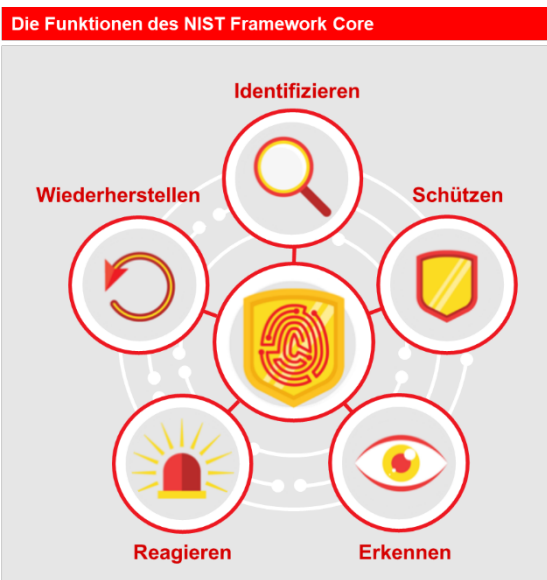 Die Funktionen des NIST Framework Core
Identifizieren
Wiederherstellen
Schützen
Reagieren
Erkennen